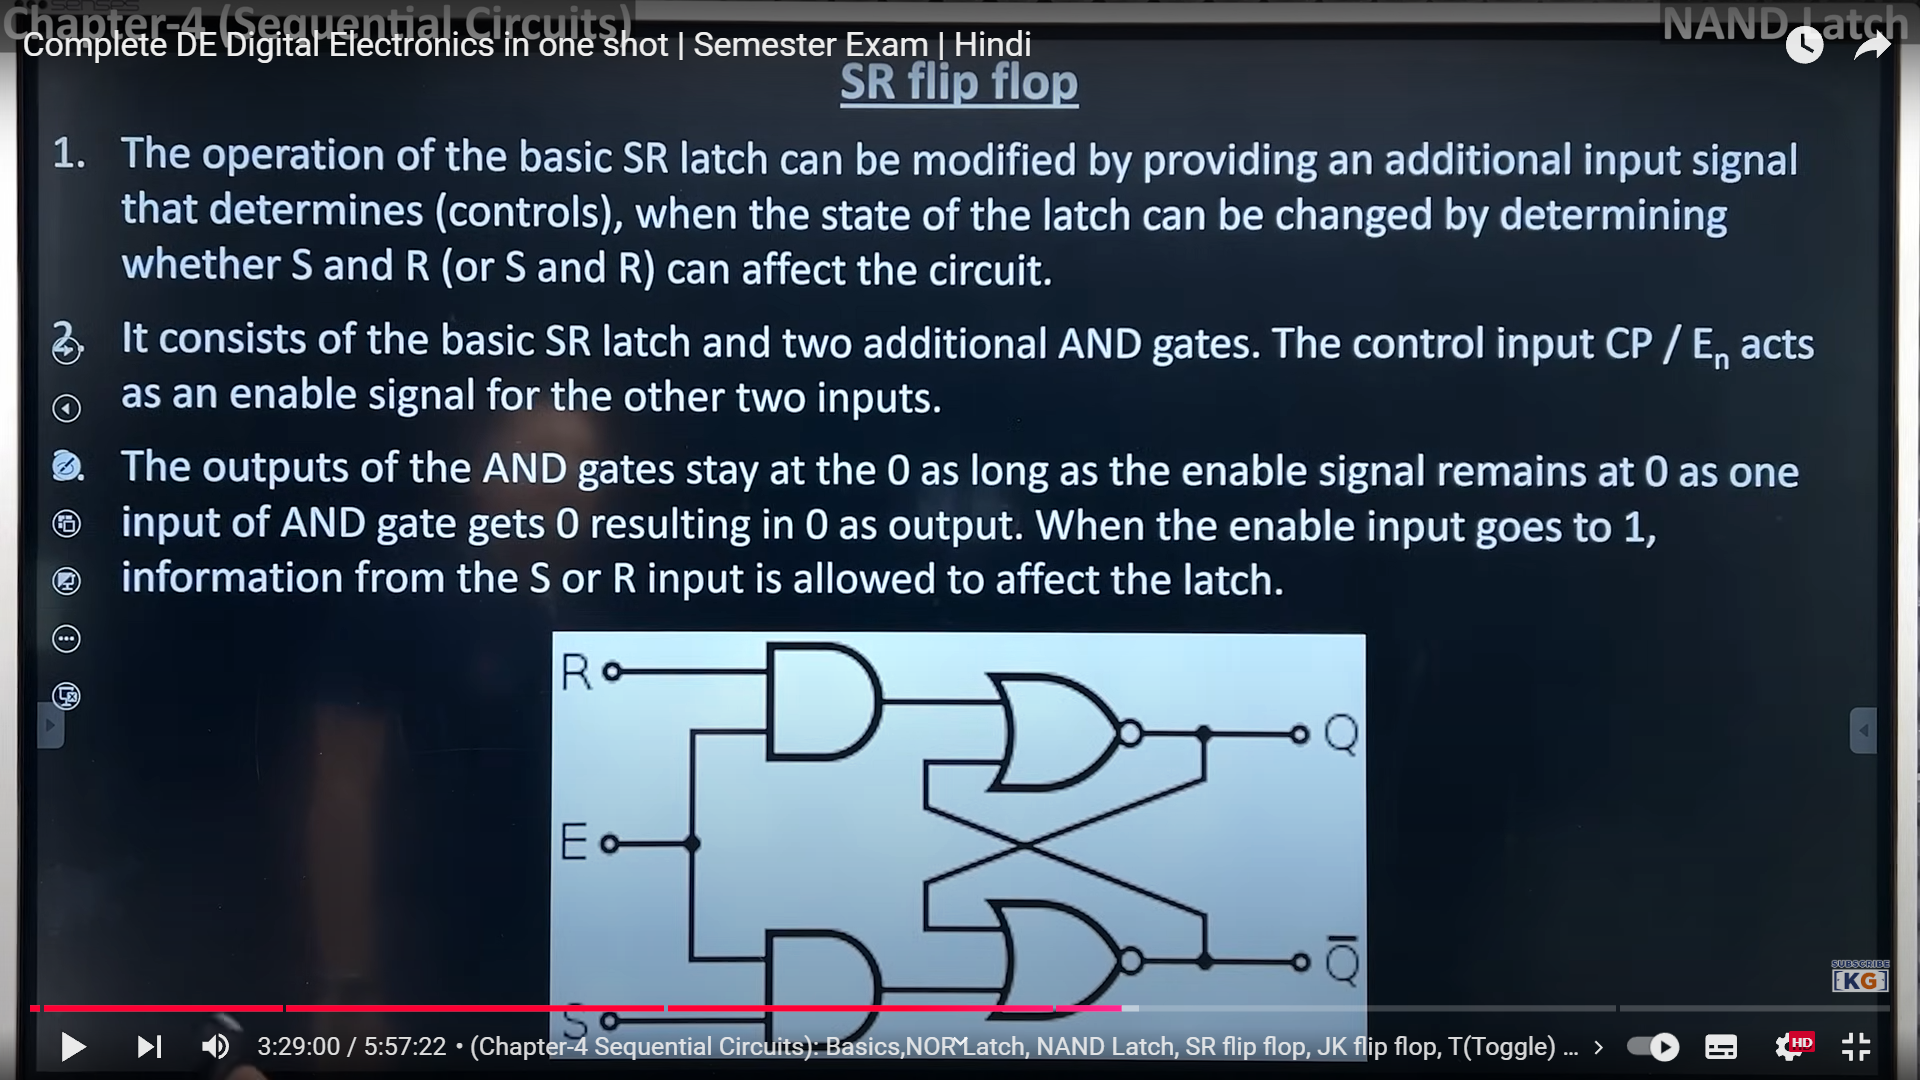 Chapter-4 (Sequential Circuits)
NAND Latch
Complete DE Digital Electronics in one shot | Semester Exam | Hindi
SR flip flop
1. The operation of the basic SR latch can be modified by providing an additional input signal
that determines (controls), when the state of the latch can be changed by determining
whether S and R (or S and R) can affect the circuit.
2. It consists of the basic SR latch and two additional AND gates. The control input CP / En acts
as an enable signal for the other two inputs.
The outputs of the AND gates stay at the 0 as long as the enable signal remains at 0 as one
input of AND gate gets 0 resulting in 0 as output. When the enable input goes to 1,
information from the S or R input is allowed to affect the latch.
R
Q
E
Q̅
S
SUBSCRIBE
KG
3:29:00 / 5:57:22 • (Chapter-4 Sequential Circuits): Basics,NOR Latch, NAND Latch, SR flip flop, JK flip flop, T(Toggle) ...
HD